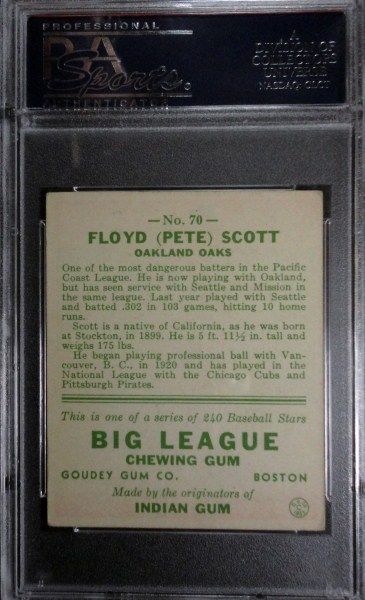 PROFESSIONAL
PSA
Sports
AUTHENTICATOR
A
DIVISION OF
COLLECTORS
UNIVERSE
NASDAQ: CLCT
— No. 70 —
FLOYD (PETE) SCOTT
OAKLAND OAKS
One of the most dangerous batters in the Pacific
Coast League. He is now playing with Oakland,
but has seen service with Seattle and Mission in
the same league. Last year played with Seattle
and batted .302 in 103 games, hitting 10 home
runs.
Scott is a native of California, as he was born
at Stockton, in 1899. He is 5 ft. 11½ in. tall and
weighs 175 lbs.
He began playing professional ball with Van-
couver, B. C., in 1920 and has played in the
National League with the Chicago Cubs and
Pittsburgh Pirates.
This is one of a series of 240 Baseball Stars
BIG LEAGUE
CHEWING GUM
GOUDEY GUM CO. BOSTON
Made by the originators of
INDIAN GUM